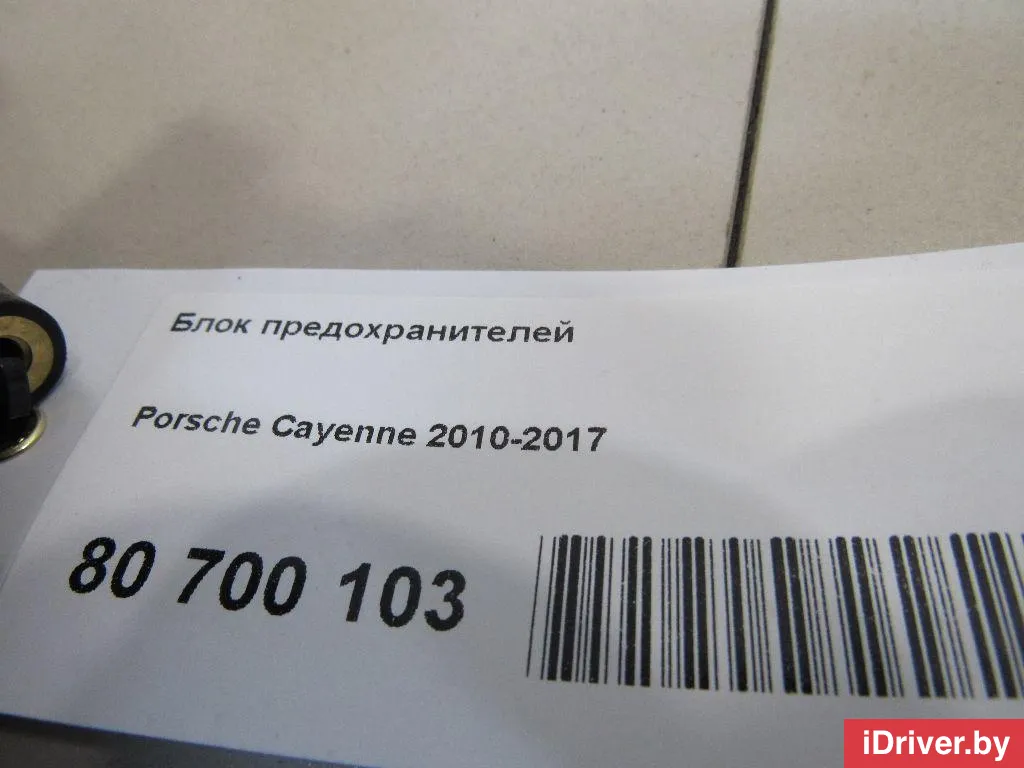 Блок предохранителей
Porsche Cayenne 2010-2017
80 700 103
iDriver.by